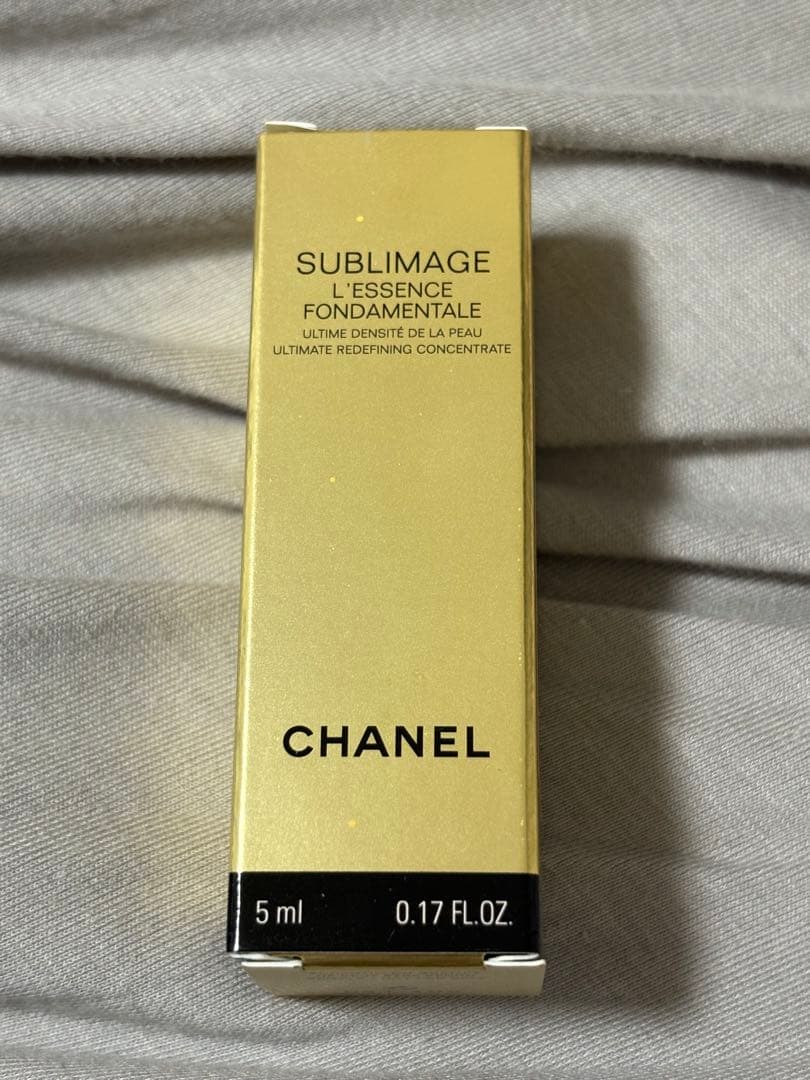 SUBLIMAGE
L'ESSENCE
FONDAMENTALE
ULTIME DENSITÉ DE LA PEAU
ULTIMATE REDEFINING CONCENTRATE
CHANEL
5 ml 0.17 FL.OZ.